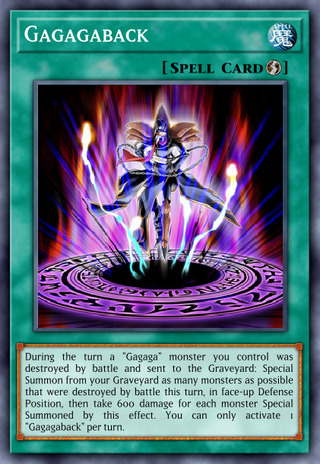 Gagagaback
魔
[Spell Card]
During the turn a "Gagaga" monster you control was
destroyed by battle and sent to the Graveyard: Special
Summon from your Graveyard as many monsters as possible
that were destroyed by battle this turn, in face-up Defense
Position, then take 600 damage for each monster Special
Summoned by this effect. You can only activate 1
"Gagagaback" per turn.